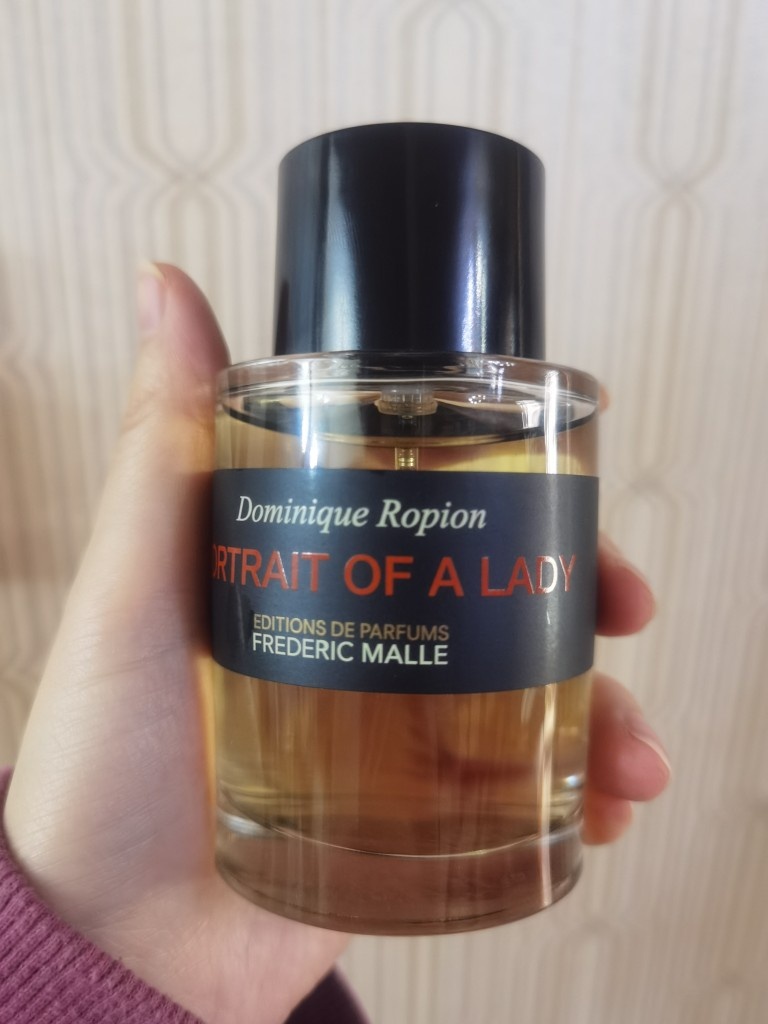 Dominique Ropion
ORTRAIT OF A LADY
EDITIONS DE PARFUMS
FREDERIC MALLE